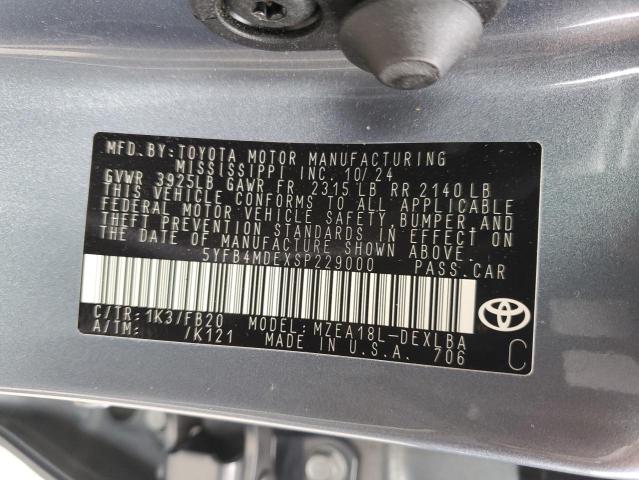 MFD. BY: TOYOTA MOTOR MANUFACTURING
MISSISSIPPI INC. 10/24
GVWR 3925LB GAWR FR 2315 LB RR 2140 LB
THIS VEHICLE CONFORMS TO ALL APPLICABLE
FEDERAL MOTOR VEHICLE SAFETY, BUMPER, AND
THEFT PREVENTION STANDARDS IN EFFECT ON
THE DATE OF MANUFACTURE SHOWN ABOVE.
5YFB4MDEXSP229000 PASS. CAR
C/TR: 1K3/FB20 MODEL: MZEA18L-DEXLBA
A/TM: /K121 MADE IN U.S.A. 706
C